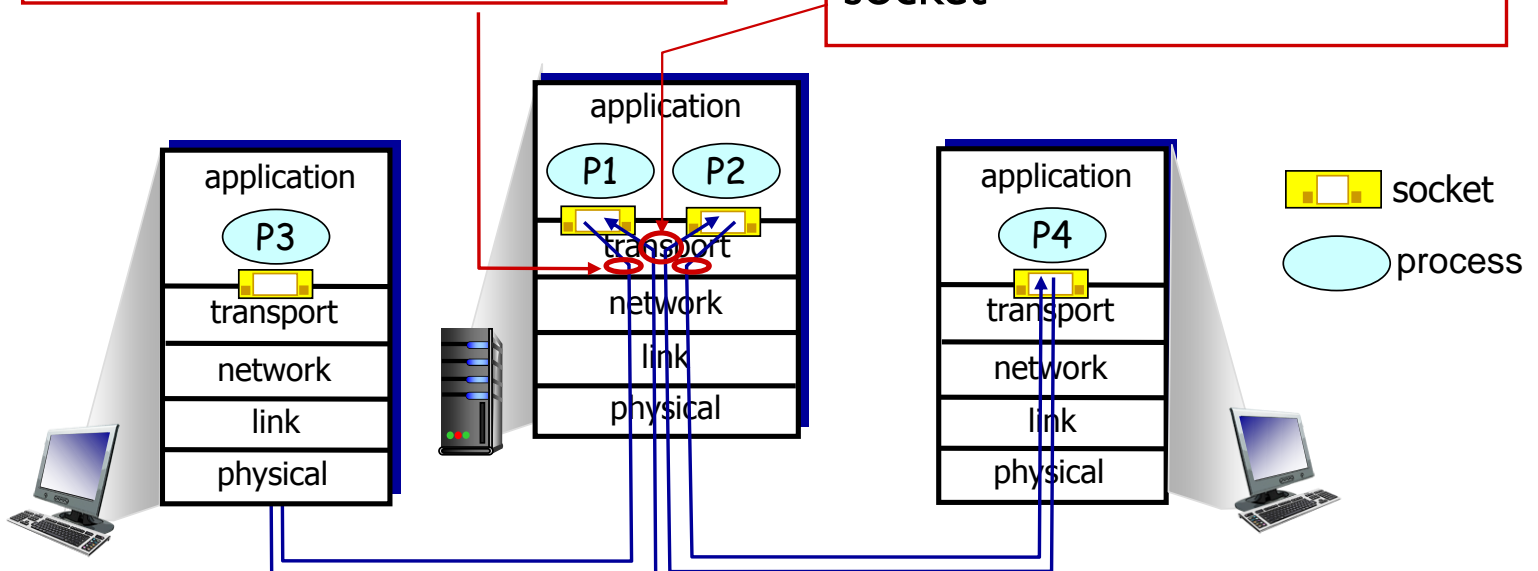 socket
application
P1 P2
transport
network
link
physical
application
P3
transport
network
link
physical
application
P4
transport
network
link
physical
socket
process